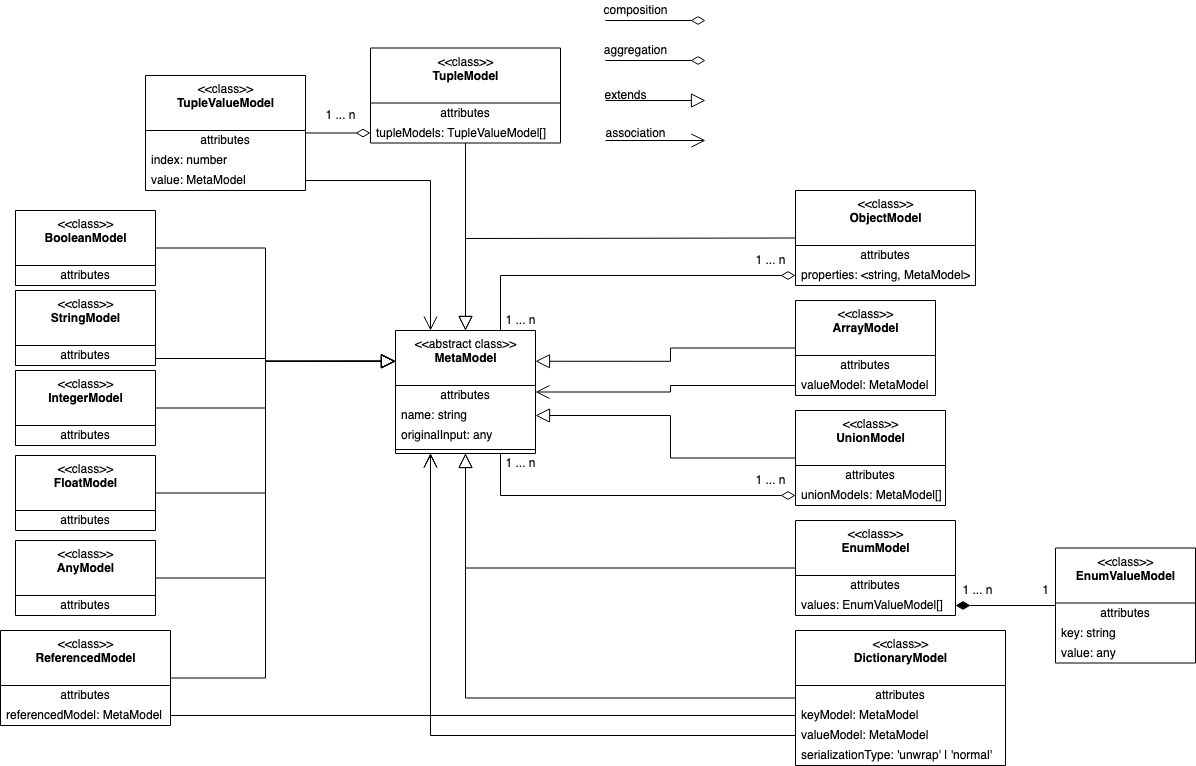 composition
aggregation
extends
association
<<class>>
TupleModel
attributes
tupleModels: TupleValueModel[]
<<class>>
TupleValueModel
attributes
index: number
value: MetaModel
1 ... n
<<class>>
BooleanModel
attributes
<<class>>
StringModel
attributes
<<class>>
IntegerModel
attributes
<<class>>
FloatModel
attributes
<<class>>
AnyModel
attributes
<<class>>
ReferencedModel
attributes
referencedModel: MetaModel
<<abstract class>>
MetaModel
attributes
name: string
originalInput: any
1 ... n
1 ... n
<<class>>
ObjectModel
attributes
properties: <string, MetaModel>
1 ... n
<<class>>
ArrayModel
attributes
valueModel: MetaModel
<<class>>
UnionModel
attributes
unionModels: MetaModel[]
1 ... n
<<class>>
EnumModel
attributes
values: EnumValueModel[]
1 ... n
1
<<class>>
EnumValueModel
attributes
key: string
value: any
<<class>>
DictionaryModel
attributes
keyModel: MetaModel
valueModel: MetaModel
serializationType: 'unwrap' | 'normal'